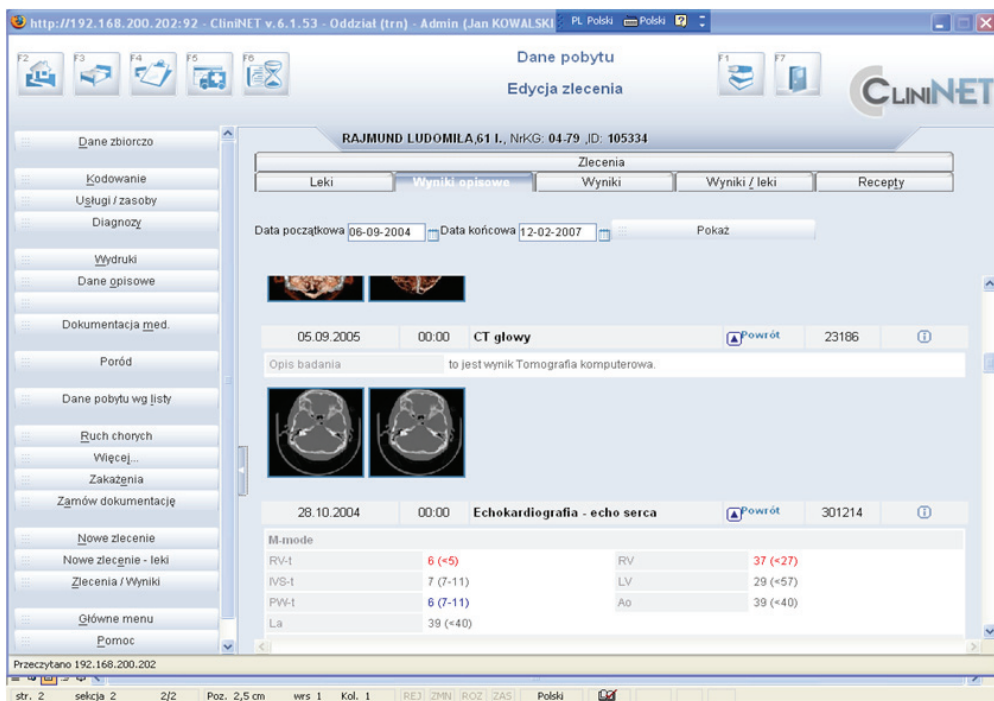 http://192.168.200.202:92 - CliniNET v.6.1.53 - Oddział (trn) - Admin (Jan KOWALSKI
PL Polski Polski
F2 F3 F4 F5 F6
Dane pobytu
Edycja zlecenia
F1 F7
CLININET
Dane zbiorczo
Kodowanie
Usługi / zasoby
Diagnozy
Wydruki
Dane opisowe
Dokumentacja med.
Poród
Dane pobytu wg listy
Ruch chorych
Więcej...
Zakażenia
Zamów dokumentację
Nowe zlecenie
Nowe zlecenie - leki
Zlecenia / Wyniki
Główne menu
Pomoc
RAJMUND LUDOMILA,61 l., NrKG: 04-79 ,ID: 105334
Zlecenia
Leki Wyniki opisowe Wyniki Wyniki / leki Recepty
Data początkowa 06-09-2004 Data końcowa 12-02-2007 Pokaż
05.09.2005 00:00 CT glowy Powrót 23186
Opis badania to jest wynik Tomografia komputerowa.
28.10.2004 00:00 Echokardiografia - echo serca Powrót 301214
M-mode
RV-t 6 (<5) RV 37 (<27)
IVS-t 7 (7-11) LV 29 (<57)
PW-t 6 (7-11) Ao 39 (<40)
La 39 (<40)
Przeczytano 192.168.200.202
str. 2 sekcja 2 2/2 Poz. 2,5 cm wrs 1 Kol. 1 REJ ZMN ROZ ZAS Polski